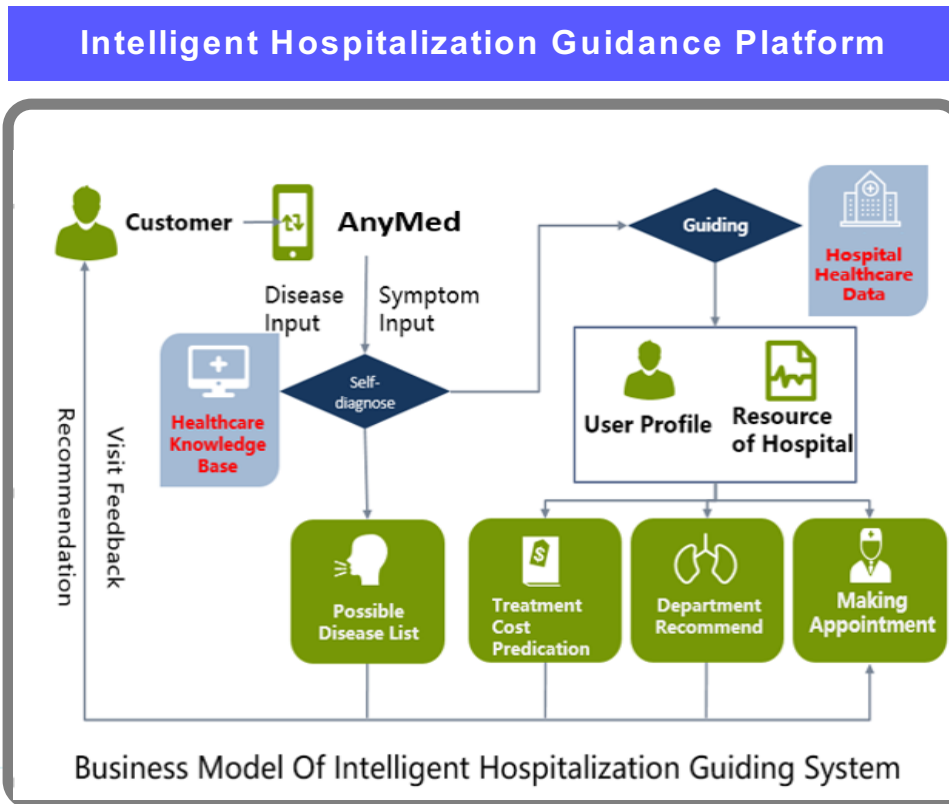 Intelligent Hospitalization Guidance Platform
Customer
AnyMed
Disease
Input
Symptom
Input
Guiding
Hospital
Healthcare
Data
Self-
diagnose
Healthcare
Knowledge
Base
User Profile
Resource
of Hospital
Recommendation
Visit Feedback
Possible
Disease List
Treatment
Cost
Predication
Department
Recommend
Making
Appointment
Business Model Of Intelligent Hospitalization Guiding System